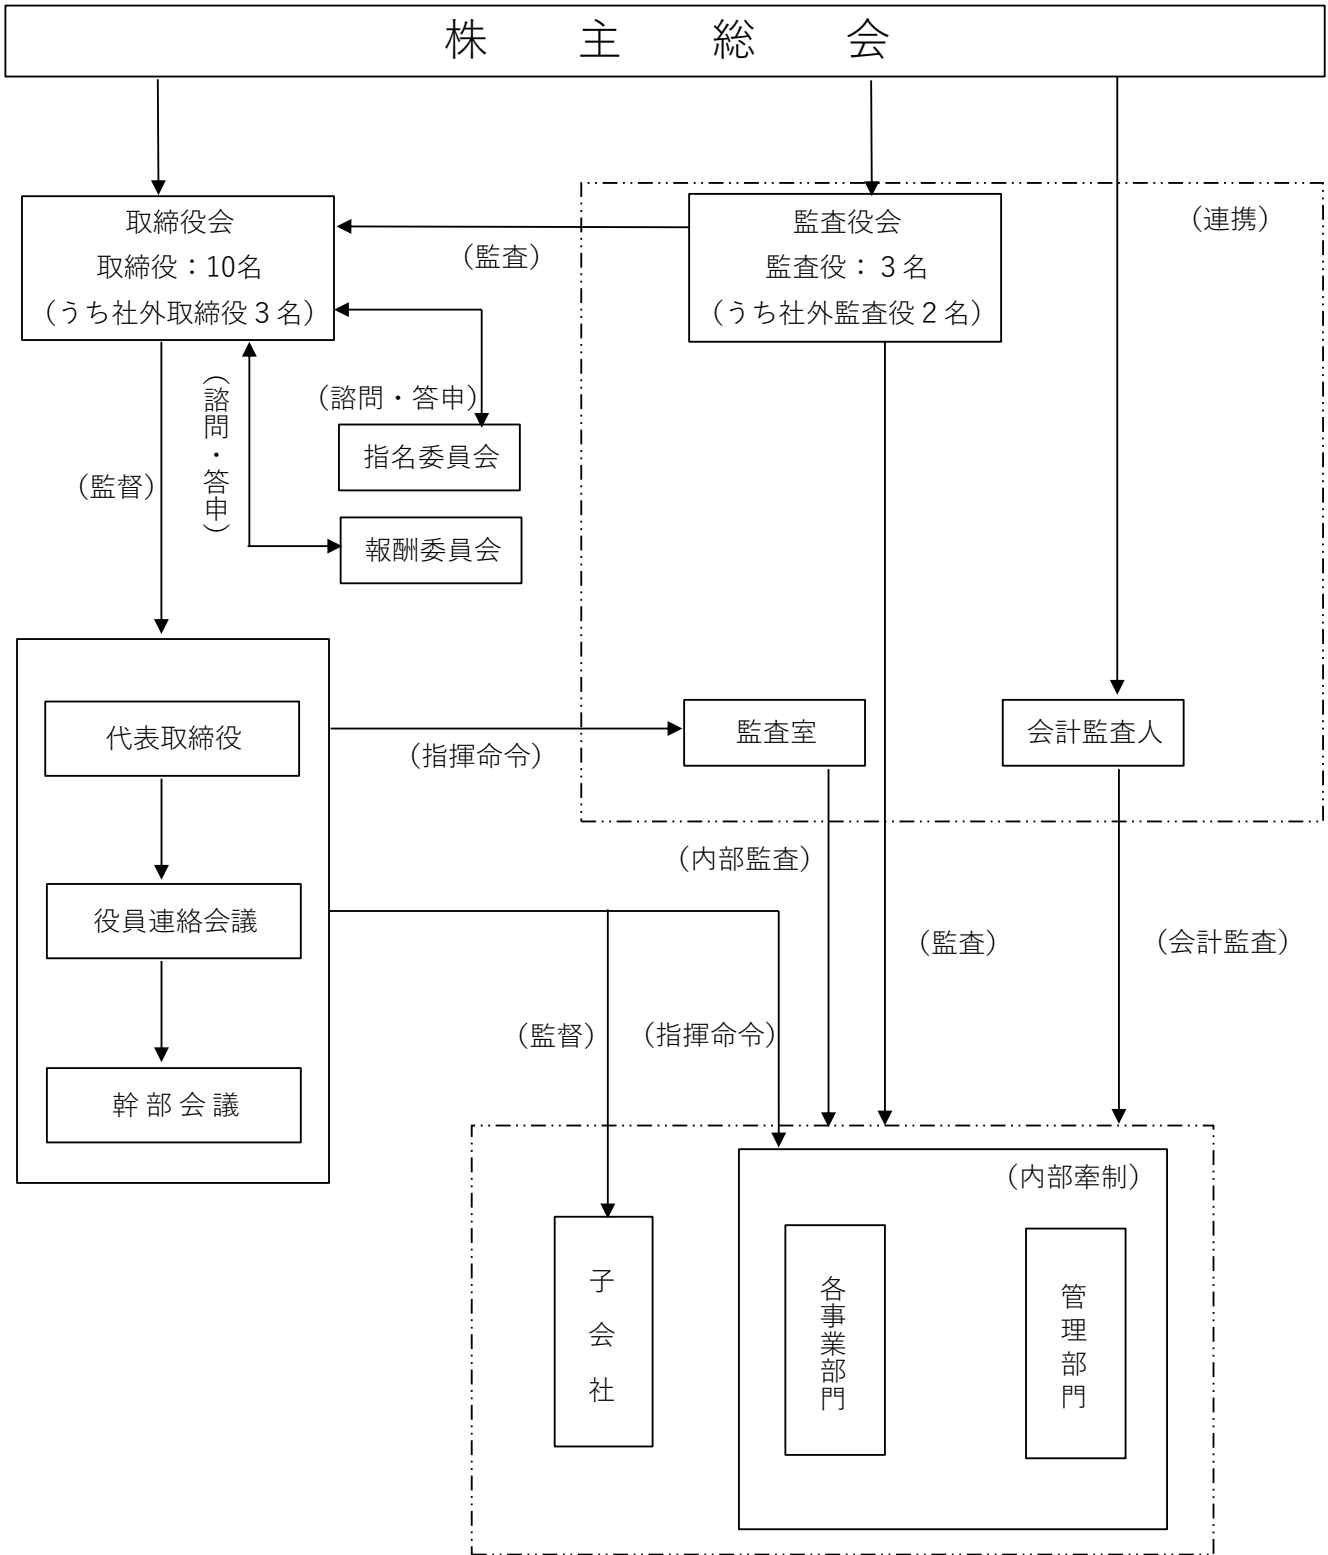 株主総会
取締役会
取締役：10名
（うち社外取締役３名）
（監査）
監査役会
監査役：３名
（うち社外監査役２名）
（連携）
（諮問・答申）
（諮問・答申）
指名委員会
（監督）
報酬委員会
代表取締役
（指揮命令）
監査室
会計監査人
（内部監査）
役員連絡会議
（監査）
（会計監査）
（監督）
（指揮命令）
幹部会議
（内部牽制）
子会社
各事業部門
管理部門